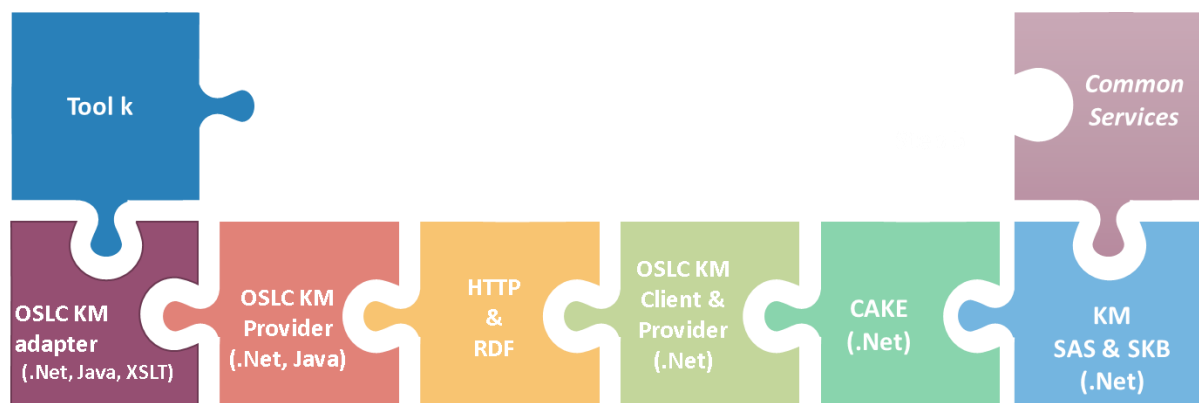 Tool k
Common
Services
OSLC KM
adapter
(.Net, Java, XSLT)
OSLC KM
Provider
(.Net, Java)
HTTP
&
RDF
OSLC KM
Client &
Provider
(.Net)
CAKE
(.Net)
KM
SAS & SKB
(.Net)